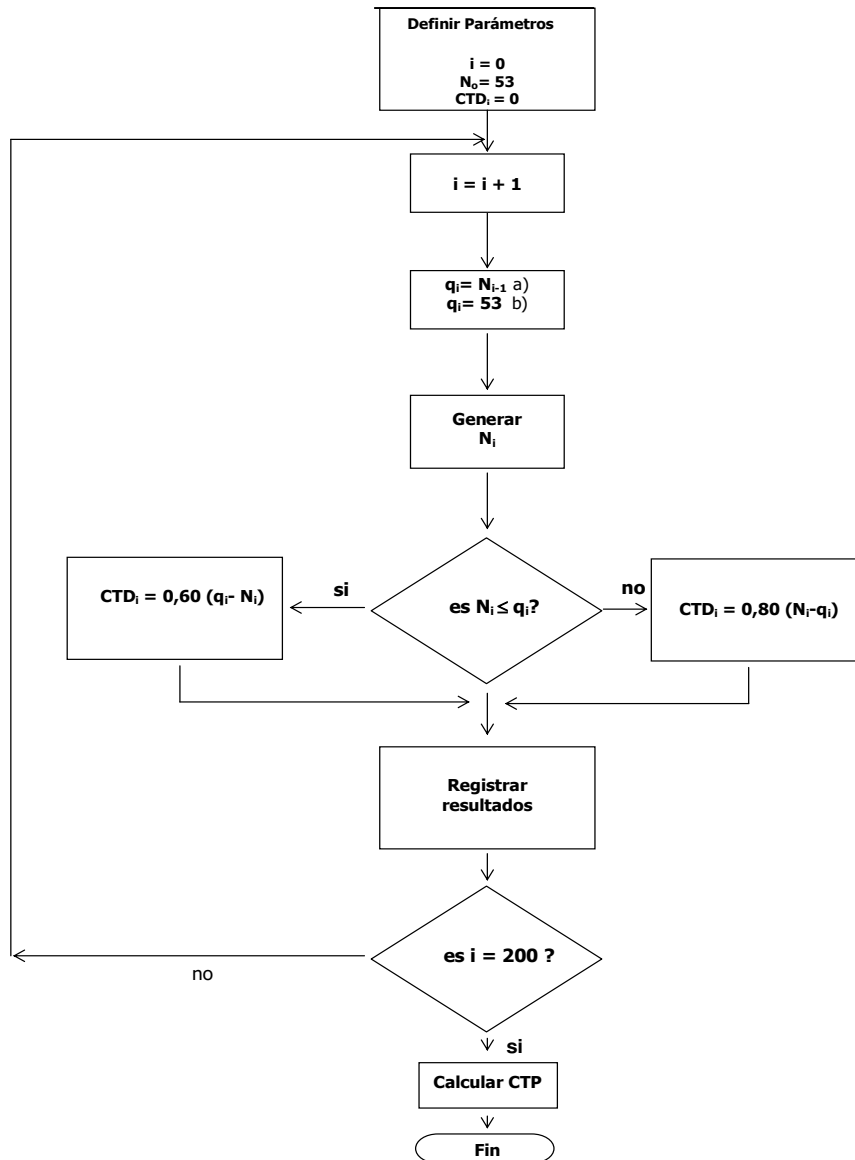 Definir Parámetros
i = 0
Nₒ= 53
CTDᵢ = 0
i = i + 1
qᵢ= Nᵢ₋₁ a)
qᵢ= 53 b)
Generar
Nᵢ
es Nᵢ ≤ qᵢ?
si
CTDᵢ = 0,60 (qᵢ- Nᵢ)
no
CTDᵢ = 0,80 (Nᵢ-qᵢ)
Registrar
resultados
es i = 200 ?
no
si
Calcular CTP
Fin